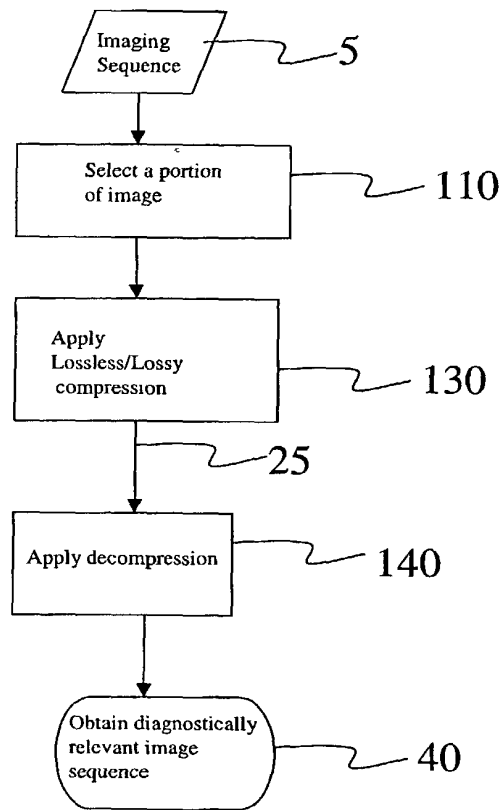 Imaging
Sequence
5
Select a portion
of image
110
Apply
Lossless/Lossy
compression
130
25
Apply decompression
140
Obtain diagnostically
relevant image
sequence
40